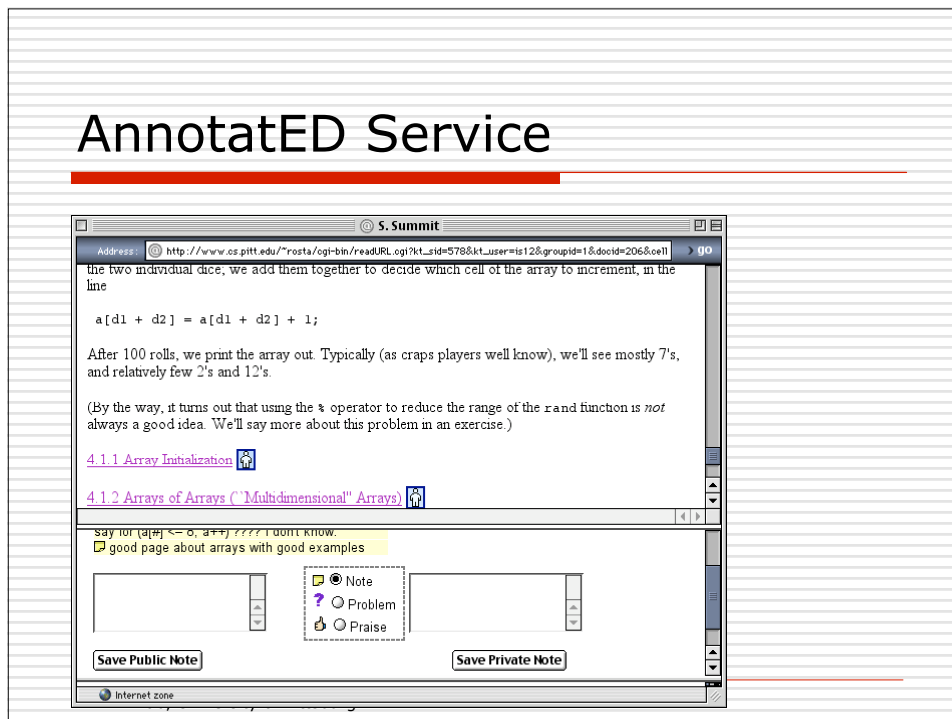 AnnotatED Service
S. Summit
Address: http://www.cs.pitt.edu/~rosta/cgi-bin/readURL.cgi?kt_sid=578&kt_user=is12&groupid=1&docid=206&cell go
the two individual dice; we add them together to decide which cell of the array to increment, in the
line
a[d1 + d2] = a[d1 + d2] + 1;
After 100 rolls, we print the array out. Typically (as craps players well know), we'll see mostly 7's,
and relatively few 2's and 12's.
(By the way, it turns out that using the % operator to reduce the range of the rand function is not
always a good idea. We'll say more about this problem in an exercise.)
4.1.1 Array Initialization
4.1.2 Arrays of Arrays (``Multidimensional'' Arrays)
say for (a[#] <= 6; a++) ???? I don't know.
good page about arrays with good examples
Note
? Problem
Praise
Save Public Note Save Private Note
Internet zone